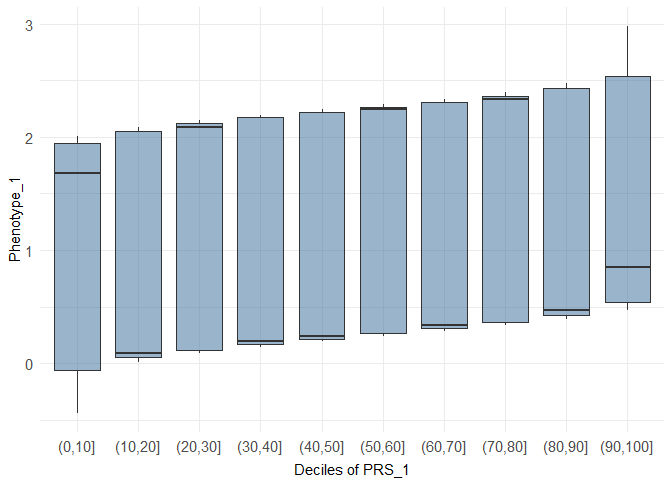 3
2
1
0
Phenotype_1
(0,10] (10,20] (20,30] (30,40] (40,50] (50,60] (60,70] (70,80] (80,90] (90,100]
Deciles of PRS_1